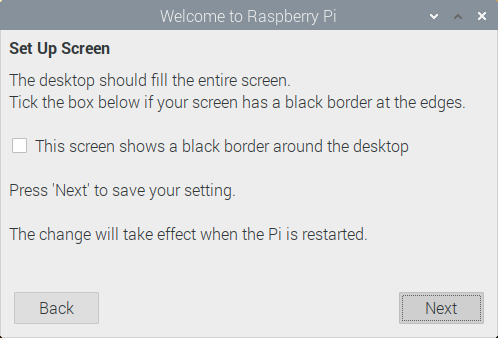 Welcome to Raspberry Pi
Set Up Screen
The desktop should fill the entire screen.
Tick the box below if your screen has a black border at the edges.
This screen shows a black border around the desktop
Press 'Next' to save your setting.
The change will take effect when the Pi is restarted.
Back
Next